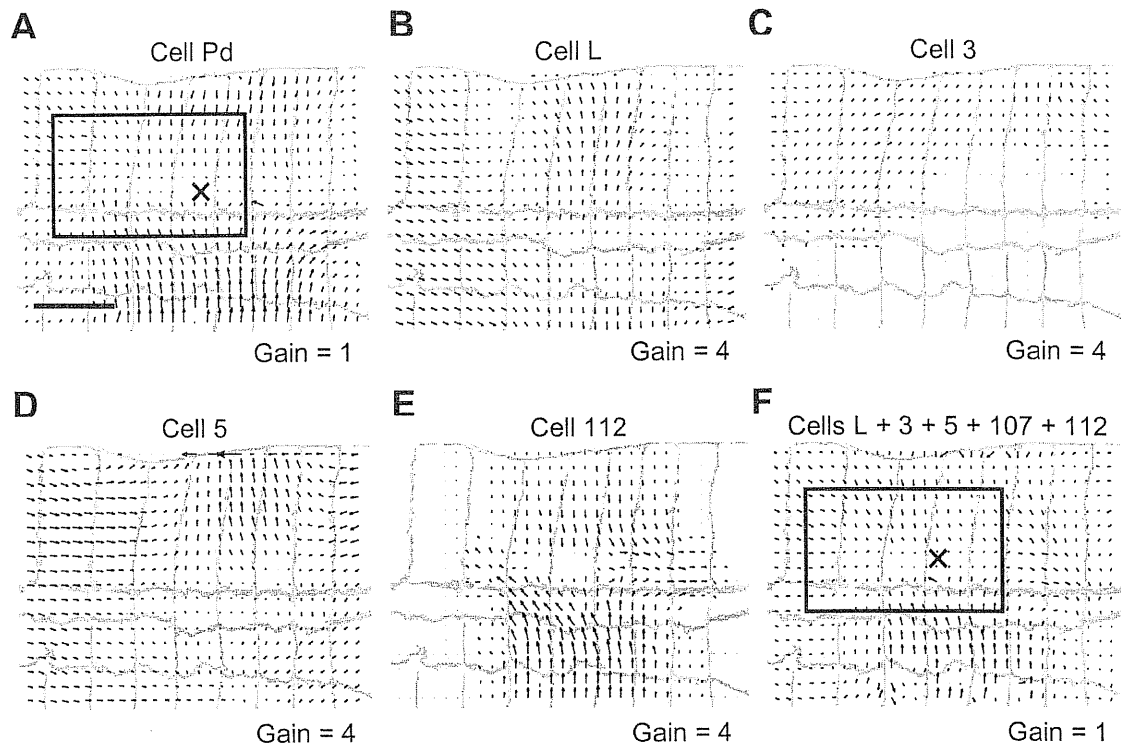 A
Cell Pd
Gain = 1
B
Cell L
Gain = 4
C
Cell 3
Gain = 4
D
Cell 5
Gain = 4
E
Cell 112
Gain = 4
F
Cells L + 3 + 5 + 107 + 112
Gain = 1